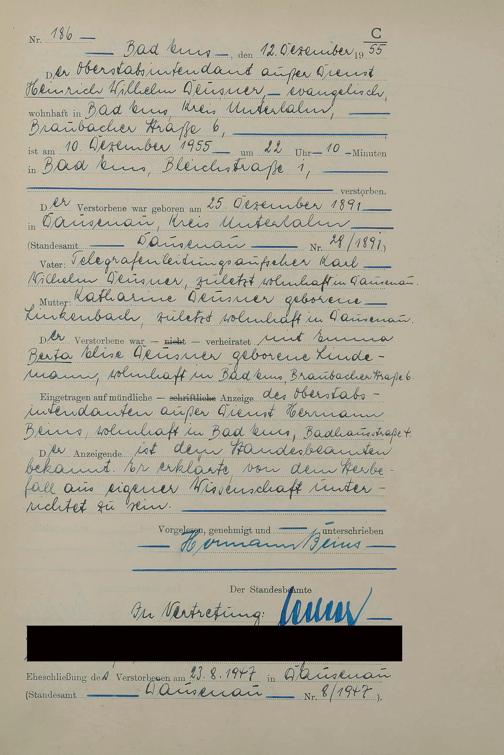 C
Nr. 186
Bad Ems, den 12. Dezember 1955
Der Oberstabsintendant außer Dienst
Heinrich Wilhelm Deusner, evangelisch,
wohnhaft in Bad Ems, Kreis Unterlahn,
Braubacher Straße 6,
ist am 10. Dezember 1955 um 22 Uhr 10 Minuten
in Bad Ems, Bleichstraße 1,
verstorben.
Der Verstorbene war geboren am 25. Dezember 1891
in Dausenau, Kreis Unterlahn
(Standesamt Dausenau Nr. 28/1891)
Vater: Telegrafenleitungsaufseher Karl
Wilhelm Deusner, zuletzt wohnhaft in Dausenau.
Mutter: Katharine Deusner geborene
Linkenbach, zuletzt wohnhaft in Dausenau.
Der Verstorbene war — nicht — verheiratet mit Emma
Berta Elise Deusner geborene Linde-
mann, wohnhaft in Bad Ems, Braubacher Straße 6.
Eingetragen auf mündliche — schriftliche Anzeige des Oberstabs-
intendanten außer Dienst Hermann
Beins, wohnhaft in Bad Ems, Badhausstraße 4.
Der Anzeigende ist dem Standesbeamten
bekannt. Er erklärte von dem Sterbe-
fall aus eigener Wissenschaft unter-
richtet zu sein.
Vorgelesen, genehmigt und unterschrieben
Hermann Beins
Der Standesbeamte
In Vertretung:
Eheschließung des Verstorbenen am 23.8.1947 in Dausenau
(Standesamt Dausenau Nr. 8/1947).